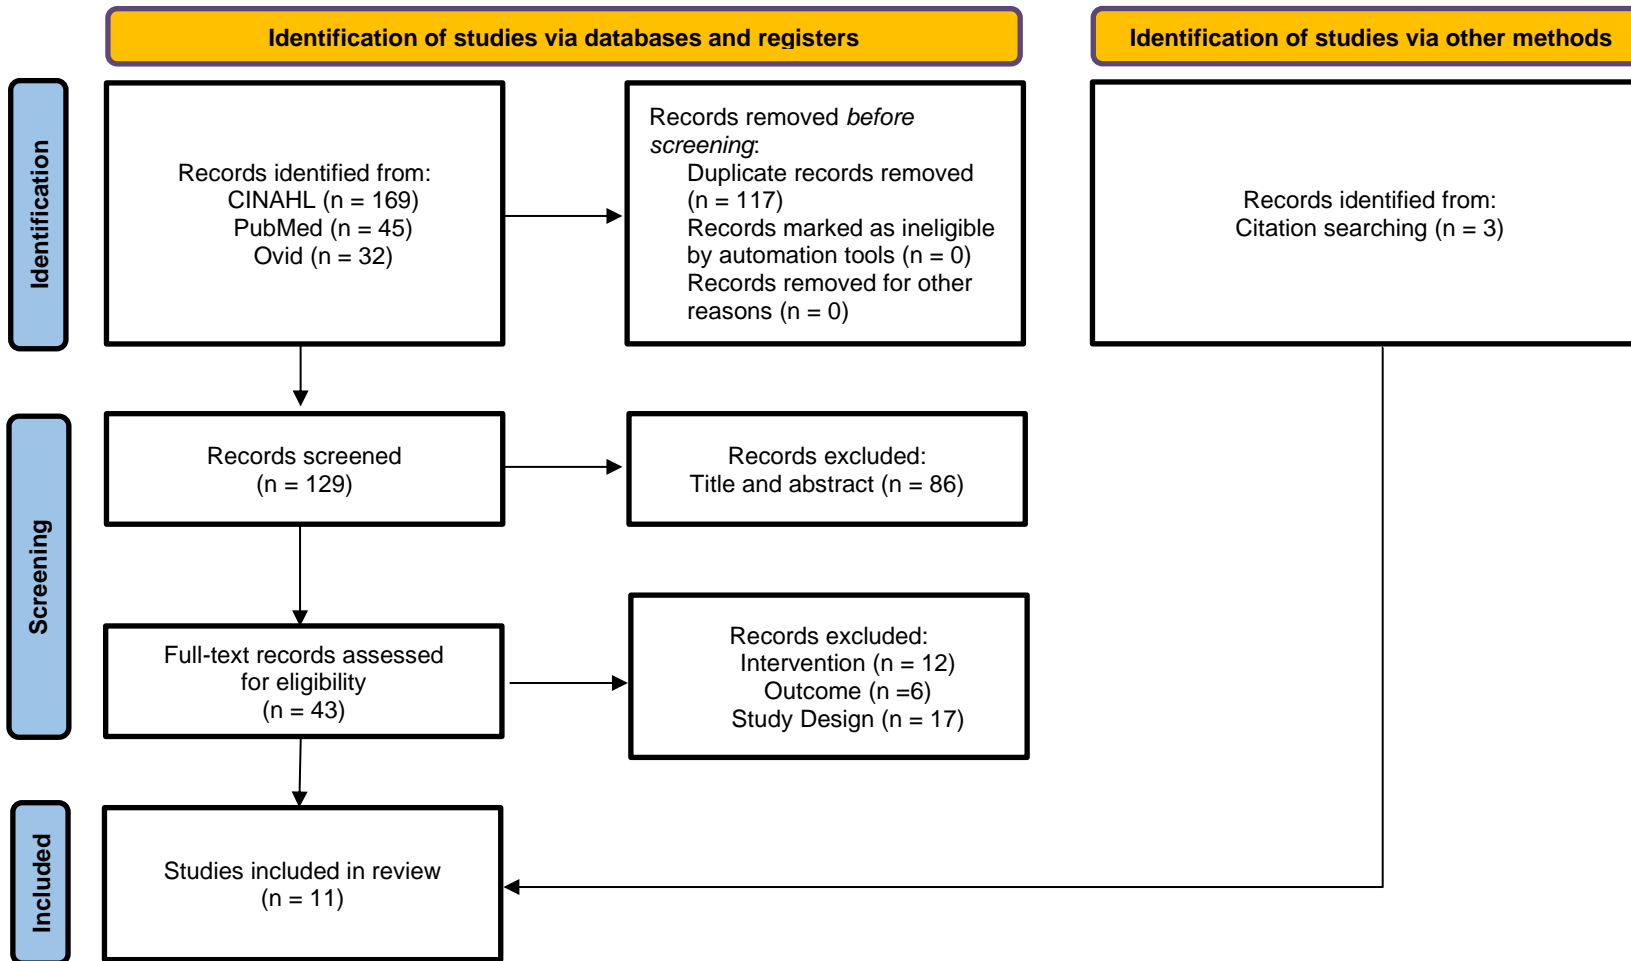 Identification of studies via databases and registers
Identification of studies via other methods
Identification
Records identified from:
CINAHL (n = 169)
PubMed (n = 45)
Ovid (n = 32)
Records removed before
screening:
Duplicate records removed
(n = 117)
Records marked as ineligible
by automation tools (n = 0)
Records removed for other
reasons (n = 0)
Records identified from:
Citation searching (n = 3)
Screening
Records screened
(n = 129)
Records excluded:
Title and abstract (n = 86)
Full-text records assessed
for eligibility
(n = 43)
Records excluded:
Intervention (n = 12)
Outcome (n =6)
Study Design (n = 17)
Included
Studies included in review
(n = 11)